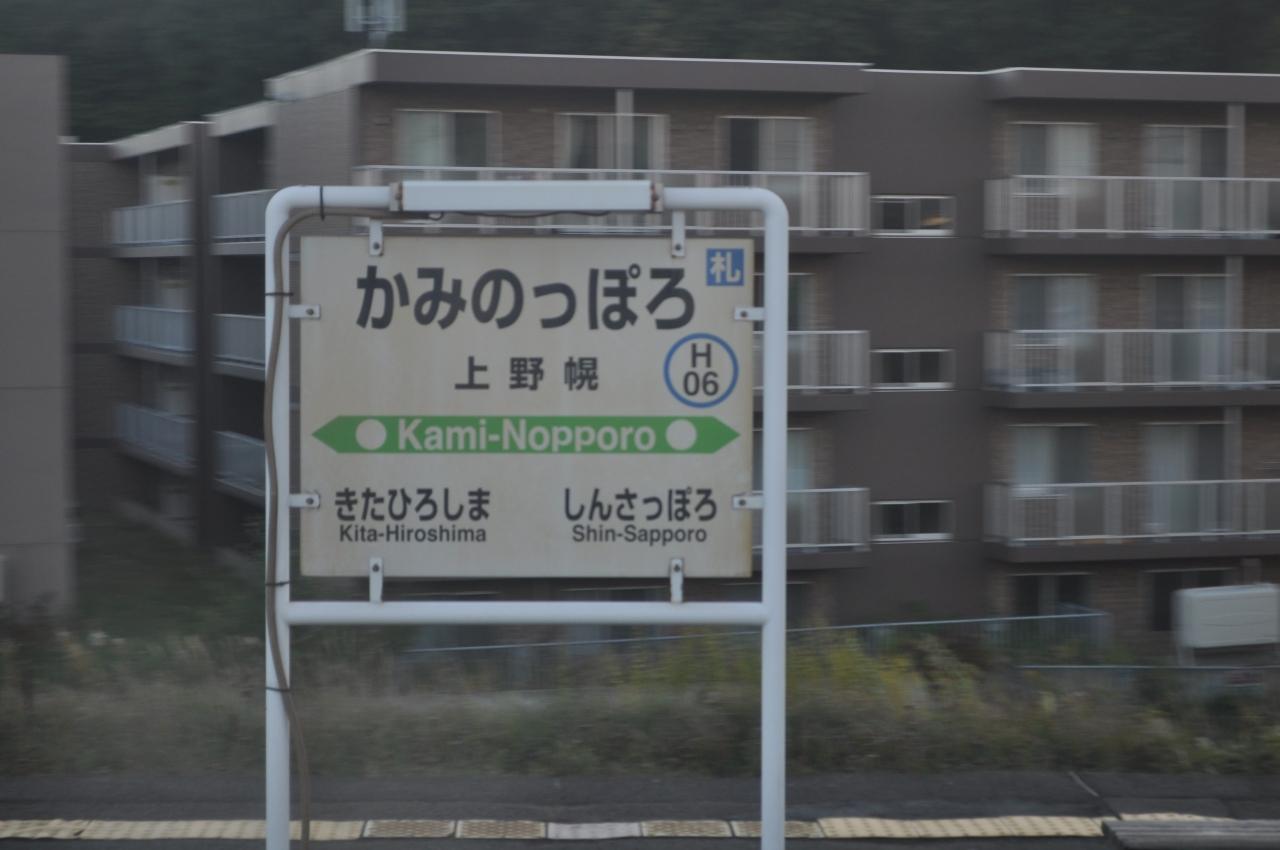 札
かみのっぽろ
上野幌
H
06
Kami-Nopporo
きたひろしま
Kita-Hiroshima
しんさっぽろ
Shin-Sapporo